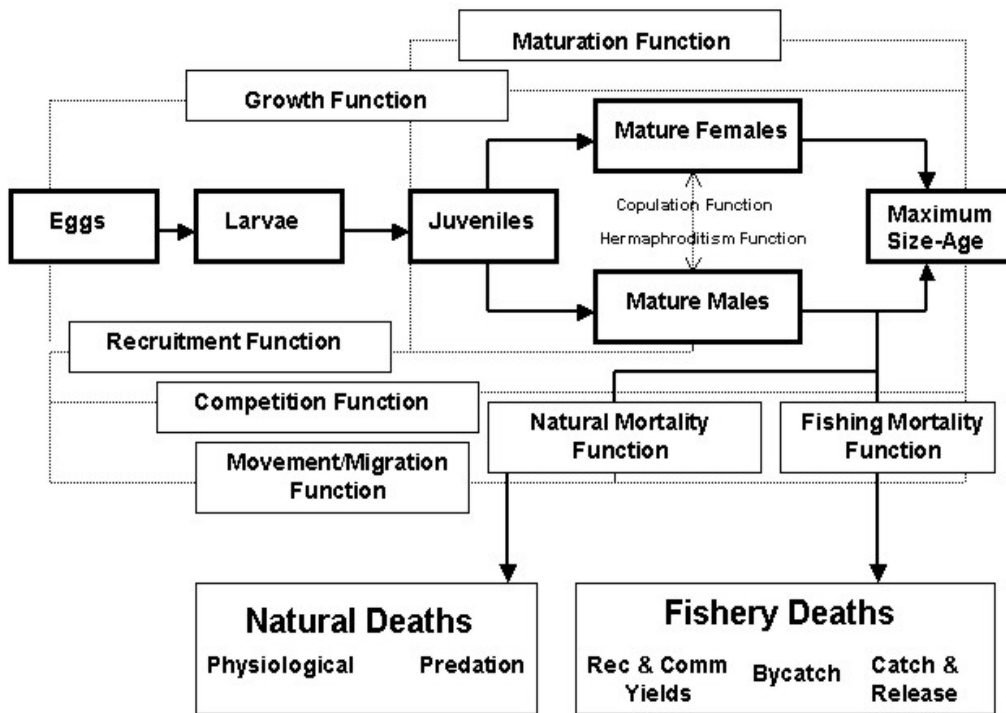 Maturation Function
Growth Function
Mature Females
Eggs
Larvae
Juveniles
Copulation Function
Hermaphroditism Function
Maximum
Size-Age
Mature Males
Recruitment Function
Competition Function
Natural Mortality
Function
Fishing Mortality
Function
Movement/Migration
Function
Natural Deaths
Physiological
Predation
Fishery Deaths
Rec & Comm
Yields
Bycatch
Catch &
Release